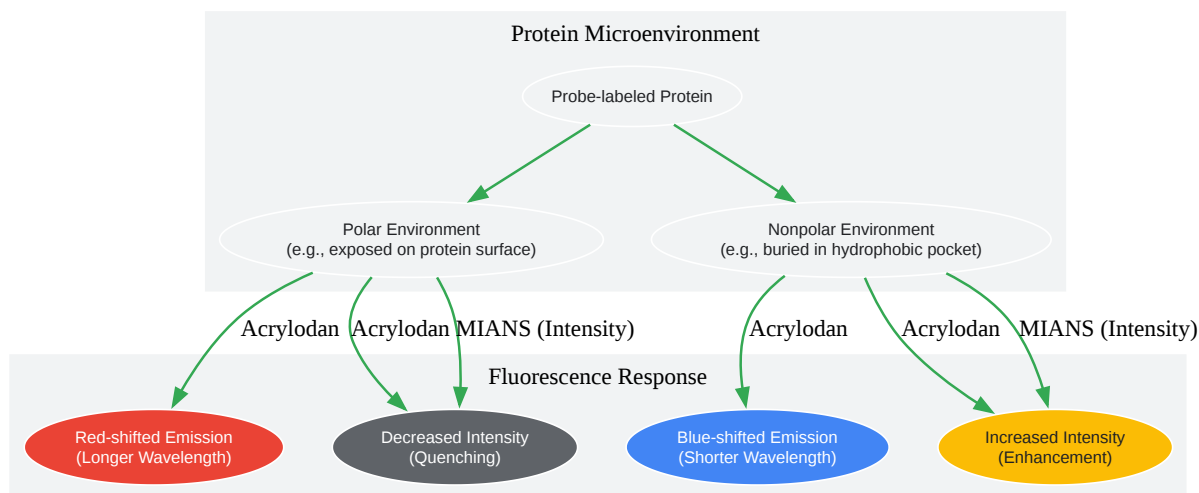 Protein Microenvironment
Probe-labeled Protein
Polar Environment
(e.g., exposed on protein surface)
Nonpolar Environment
(e.g., buried in hydrophobic pocket)
Acrylodan
Acrylodan
MIANS (Intensity)
Acrylodan
Acrylodan
MIANS (Intensity)
Fluorescence Response
Red-shifted Emission
(Longer Wavelength)
Decreased Intensity
(Quenching)
Blue-shifted Emission
(Shorter Wavelength)
Increased Intensity
(Enhancement)